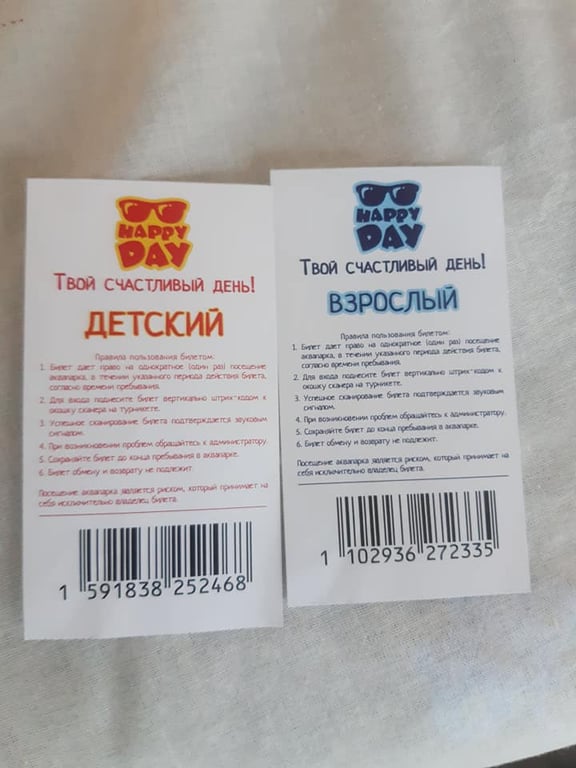 HAPPY
DAY
Твой счастливый день!
ДЕТСКИЙ
Правила пользования билетом:
1. Билет дает право на однократное (один раз) посещение
аквапарка, в течении указанного периода действия билета,
согласно времени пребывания.
2. Для входа поднесите билет вертикально штрих-кодом к
окошку сканера на турникете.
3. Успешное сканирование билета подтверждается звуковым
сигналом.
4. При возникновении проблем обращайтесь к администратору.
5. Сохраняйте билет до конца пребывания в аквапарке.
6. Билет обмену и возврату не подлежит.
Посещение аквапарка является риском, который принимает на
себя исключительно владелец билета.
1 591838 252468
HAPPY
DAY
Твой счастливый день!
ВЗРОСЛЫЙ
Правила пользования билетом:
1. Билет дает право на однократное (один раз) посещение
аквапарка, в течении указанного периода действия билета,
согласно времени пребывания.
2. Для входа поднесите билет вертикально штрих-кодом к
окошку сканера на турникете.
3. Успешное сканирование билета подтверждается звуковым
сигналом.
4. При возникновении проблем обращайтесь к администратору.
5. Сохраняйте билет до конца пребывания в аквапарке.
6. Билет обмену и возврату не подлежит.
Посещение аквапарка является риском, который принимает на
себя исключительно владелец билета.
1 102936 272335